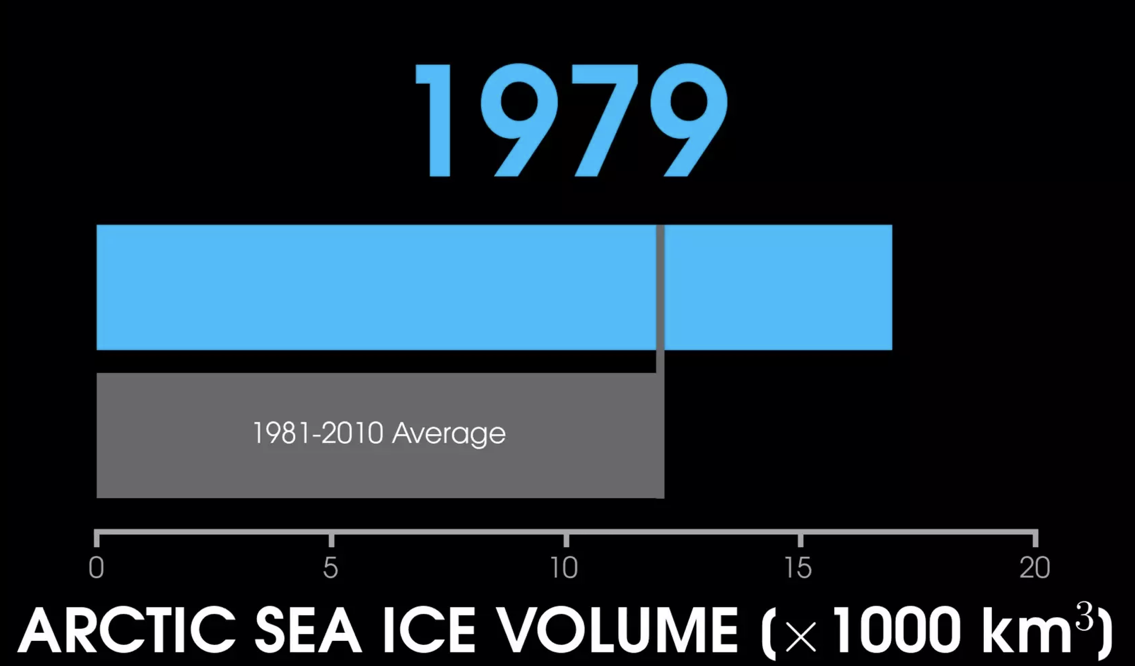 1979
1981-2010 Average
0 5 10 15 20
ARCTIC SEA ICE VOLUME (× 1000 km³)